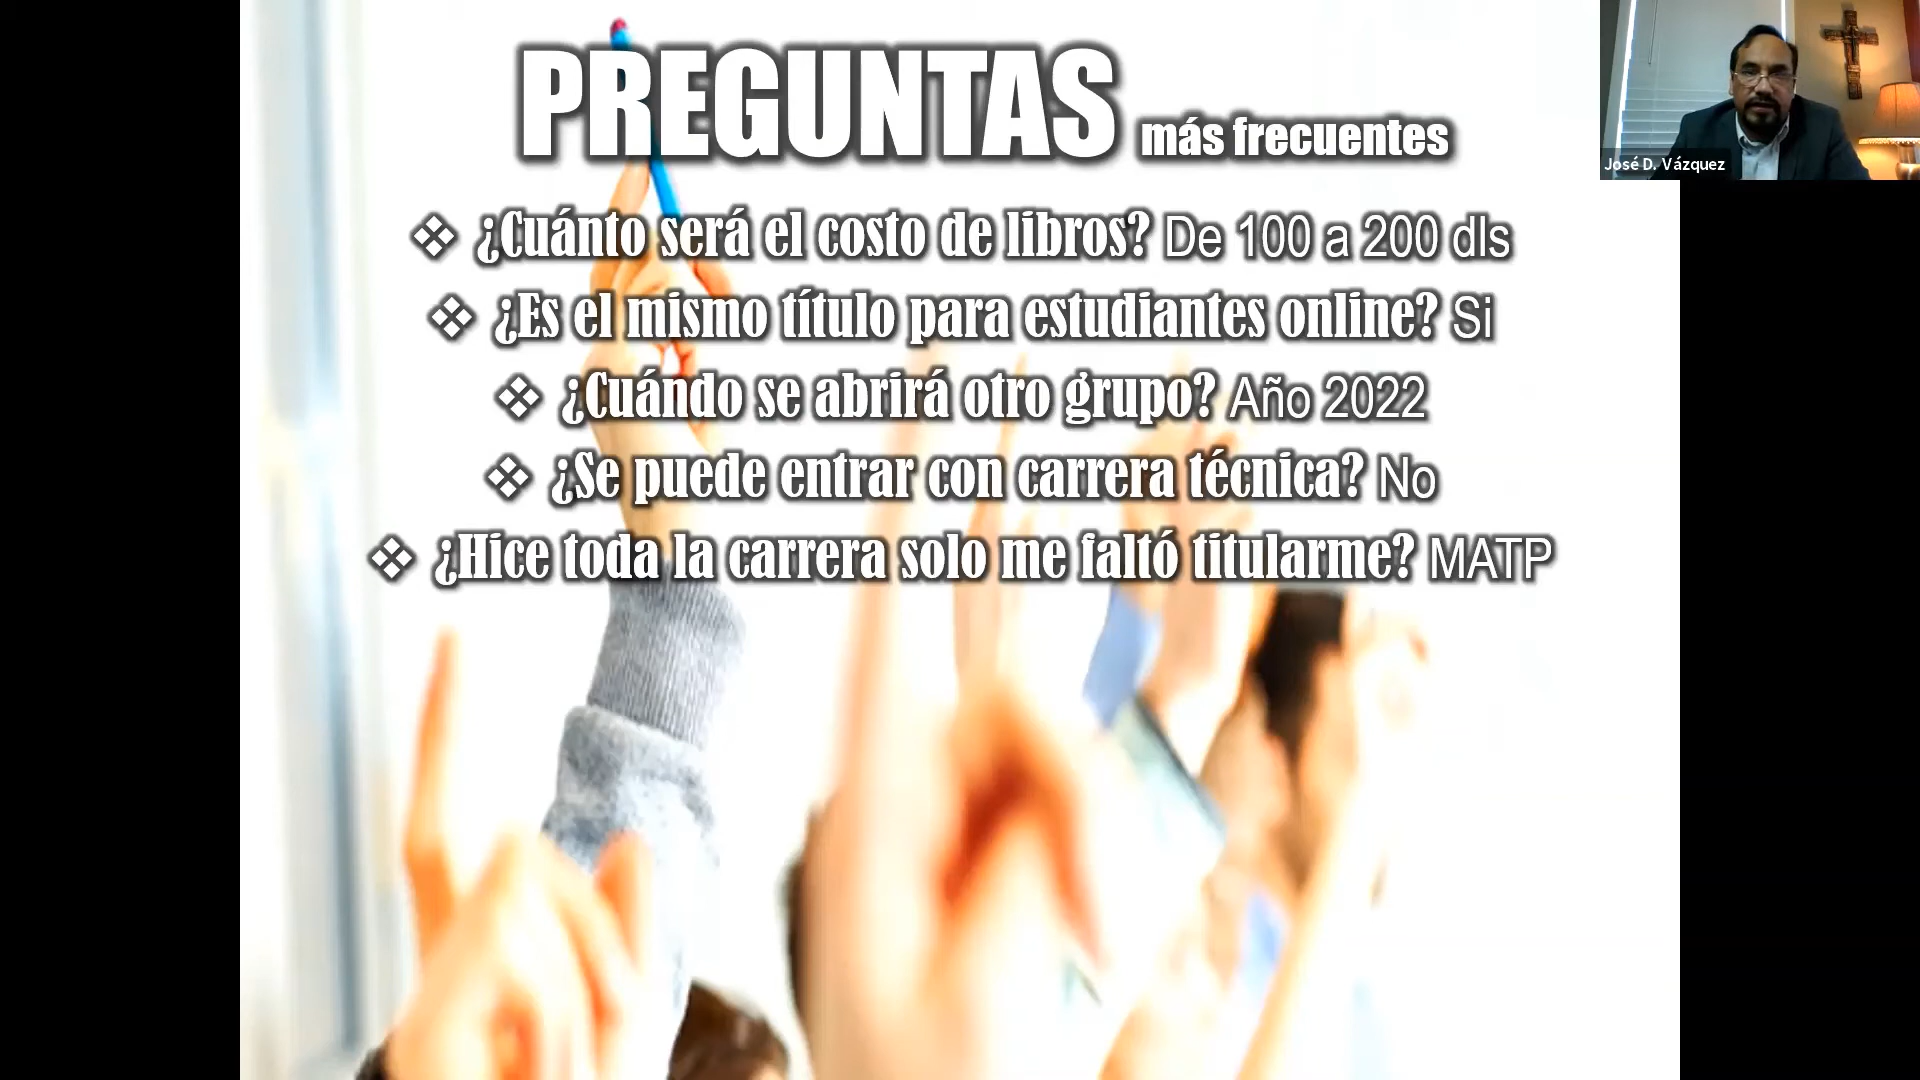 PREGUNTAS más frecuentes
¿Cuánto será el costo de libros? De 100 a 200 dls
¿Es el mismo título para estudiantes online? Si
¿Cuándo se abrirá otro grupo? Año 2022
¿Se puede entrar con carrera técnica? No
¿Hice toda la carrera solo me faltó titularme? MATP
José D. Vázquez